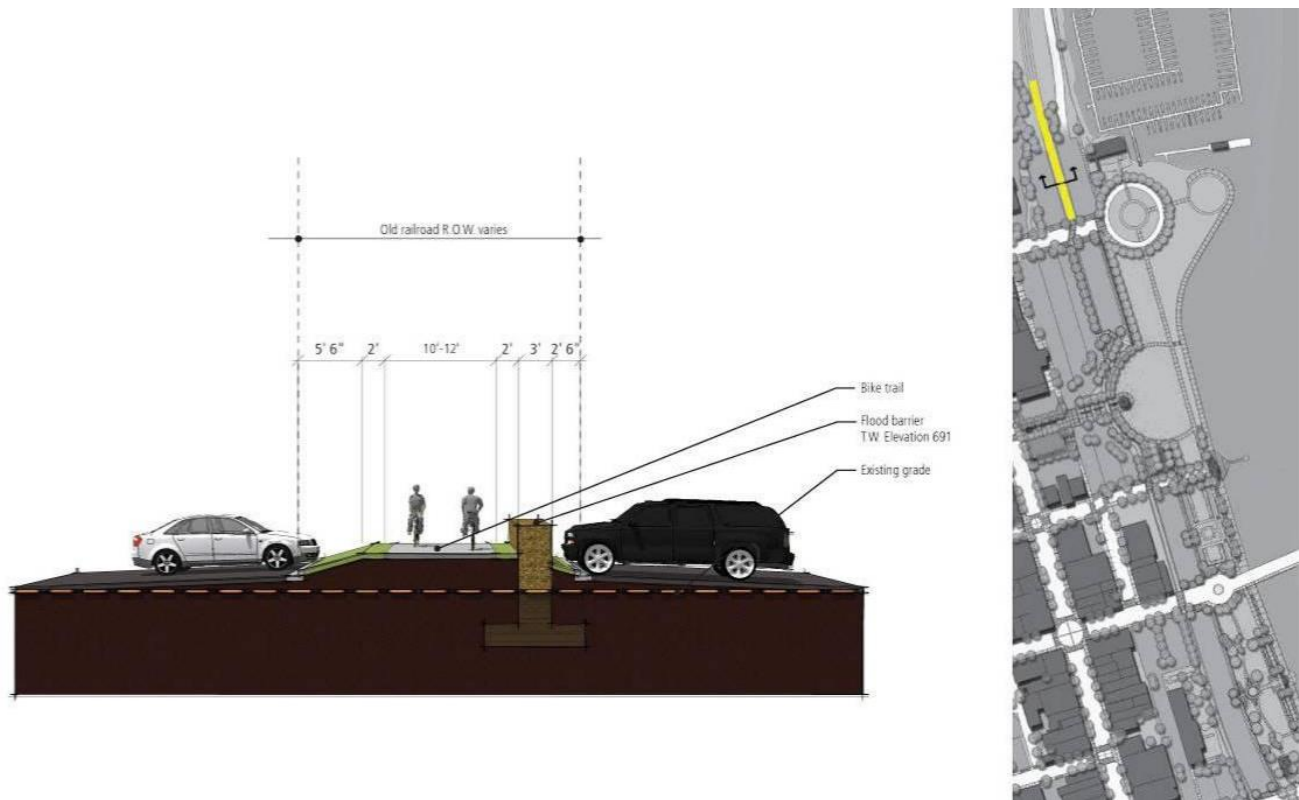 Old railroad R.O.W. varies
5' 6" 2' 10'-12' 2' 3' 2' 6"
Bike trail
Flood barrier
T.W. Elevation 691
Existing grade